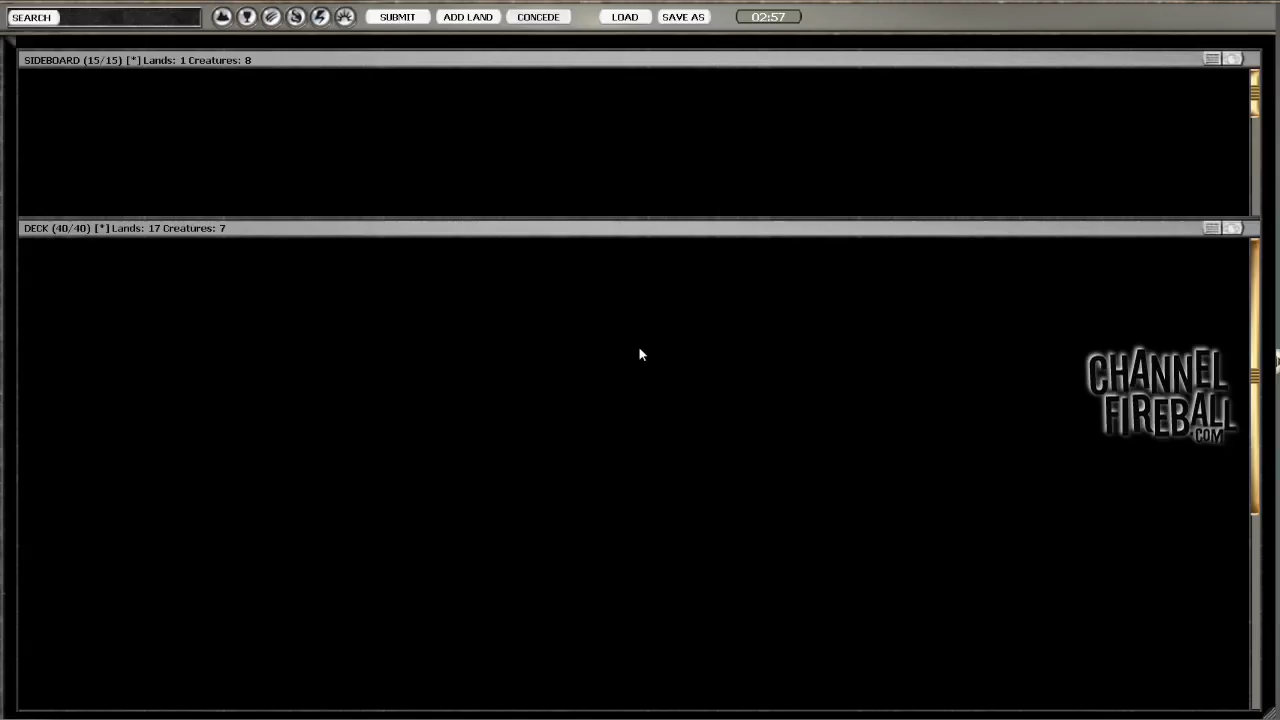 SEARCH
SUBMIT
ADD LAND
CONCEDE
LOAD
SAVE AS
02:57
SIDEBOARD (15/15) [*] Lands: 1 Creatures: 8
DECK (40/40) [*] Lands: 17 Creatures: 7
CHANNEL
FIREBALL
.COM